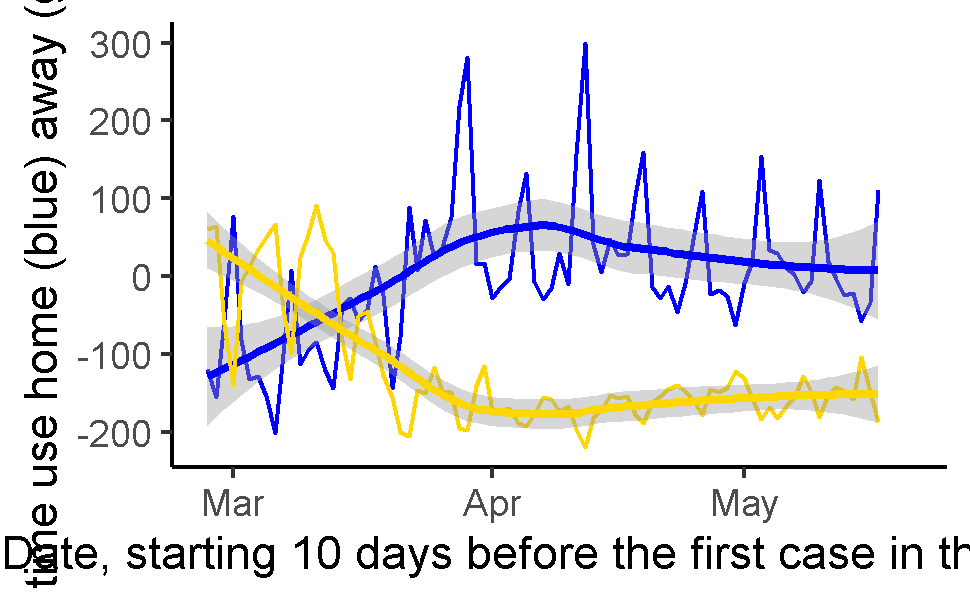 time use home (blue) away (
300
200
100
0
-100
-200
Mar Apr May
Date, starting 10 days before the first case in th